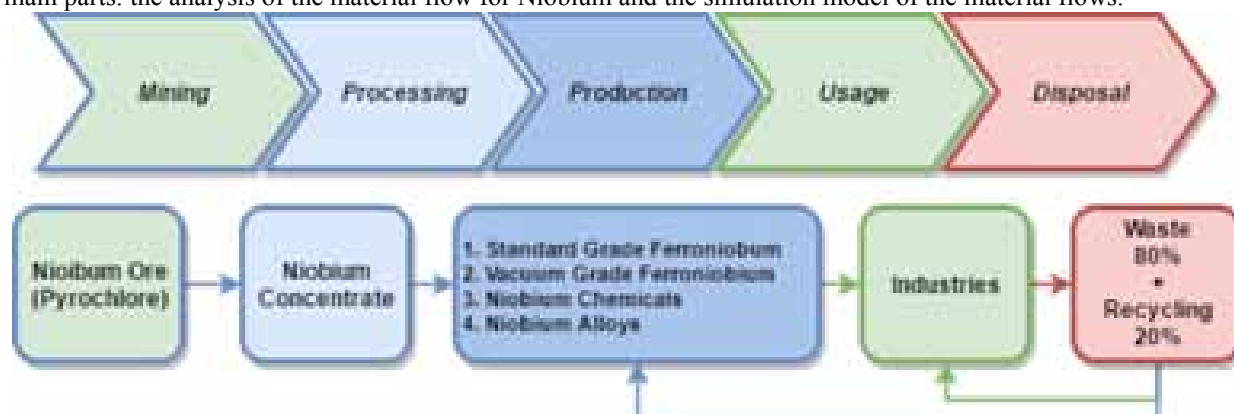 main parts: the analysis of the material flow for Niobium and the simulation model of the material flows.
Mining
Processing
Production
Usage
Disposal
Nioibum Ore
(Pyrochlore)
Niobium
Concentrate
1. Standard Grade Ferroniobum
2. Vacuum Grade Ferroniobium
3. Niobium Chemicals
4. Niobium Alloys
Industries
Waste
80%
•
Recycling
20%